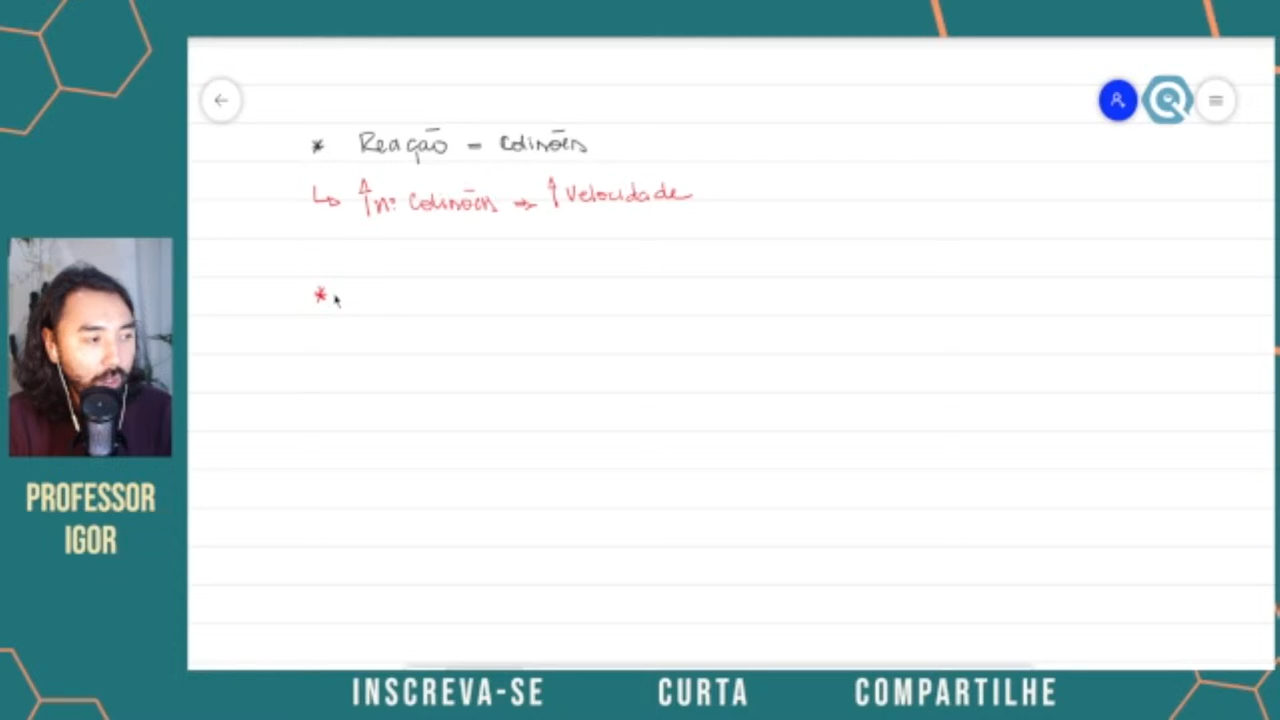 * Reação = Colisões
↳ ↑nº Colisões → ↑Velocidade
*
PROFESSOR
IGOR
INSCREVA-SE CURTA COMPARTILHE